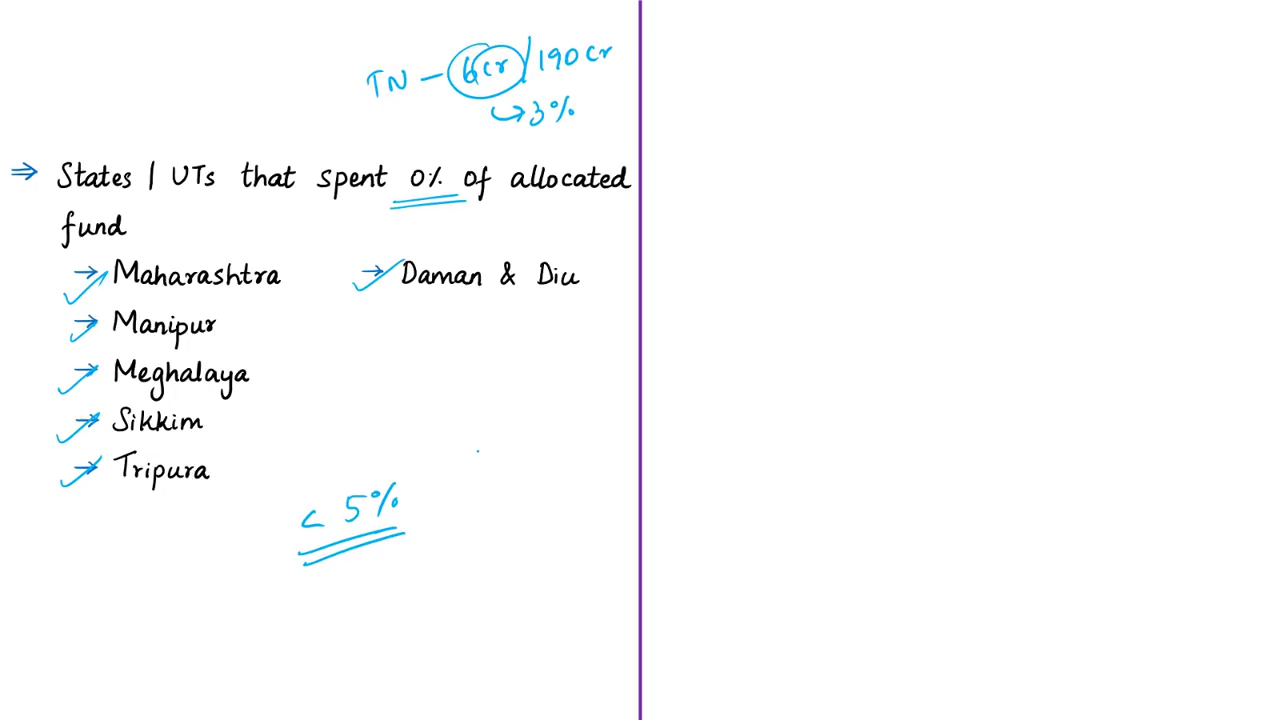 TN – 6cr/190cr
↳ 3%
⇒ States | UTs that spent 0% of allocated
fund
→ Maharashtra → Daman & Diu
→ Manipur
→ Meghalaya
→ Sikkim
→ Tripura
< 5%